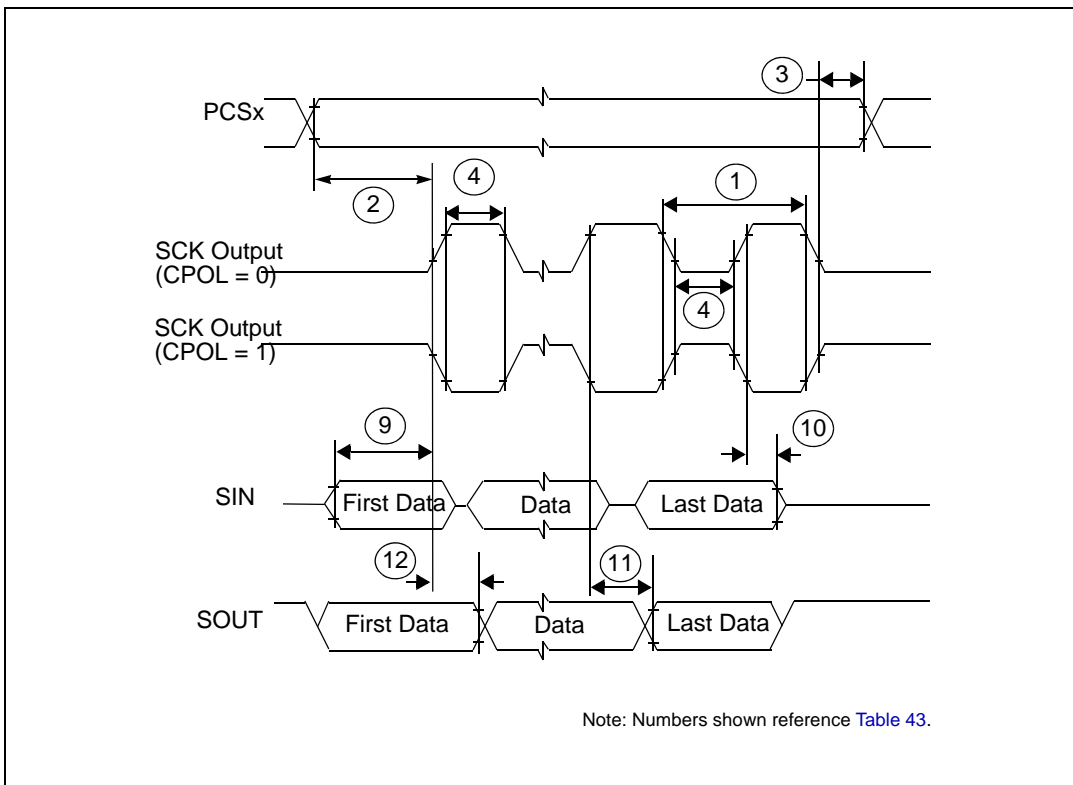 3
PCSx
2
4
1
SCK Output
(CPOL = 0)
4
SCK Output
(CPOL = 1)
9
10
SIN
First Data
Data
Last Data
12
11
SOUT
First Data
Data
Last Data
Note: Numbers shown reference Table 43.